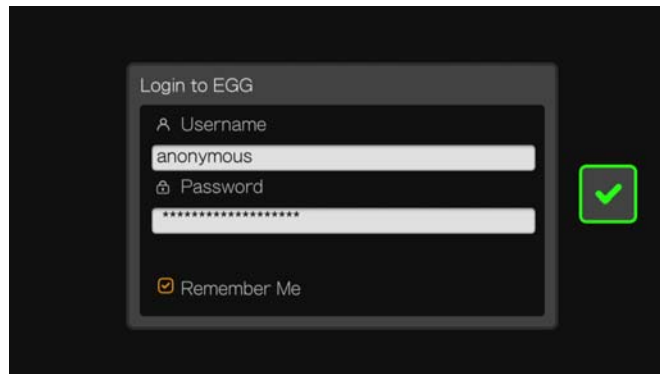 Login to EGG
Username
anonymous
Password
*******************
Remember Me